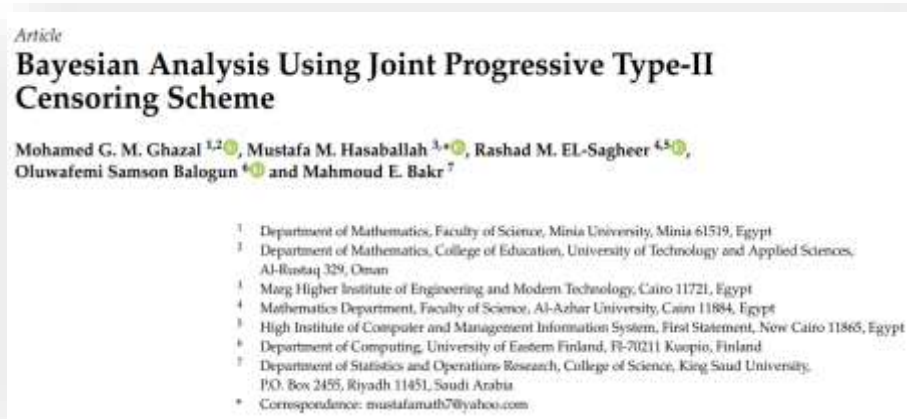 Article
Bayesian Analysis Using Joint Progressive Type-II
Censoring Scheme
Mohamed G. M. Ghazal 1,2, Mustafa M. Hasaballah 3,*, Rashad M. EL-Sagheer 4,5,
Oluwafemi Samson Balogun 6 and Mahmoud E. Bakr 7
1 Department of Mathematics, Faculty of Science, Minia University, Minia 61519, Egypt
2 Department of Mathematics, College of Education, University of Technology and Applied Sciences,
Al-Rustaq 329, Oman
3 Marg Higher Institute of Engineering and Modern Technology, Cairo 11721, Egypt
4 Mathematics Department, Faculty of Science, Al-Azhar University, Cairo 11884, Egypt
5 High Institute of Computer and Management Information System, First Statement, New Cairo 11865, Egypt
6 Department of Computing, University of Eastern Finland, FI-70211 Kuopio, Finland
7 Department of Statistics and Operations Research, College of Science, King Saud University,
P.O. Box 2455, Riyadh 11451, Saudi Arabia
* Correspondence: mustafamath7@yahoo.com